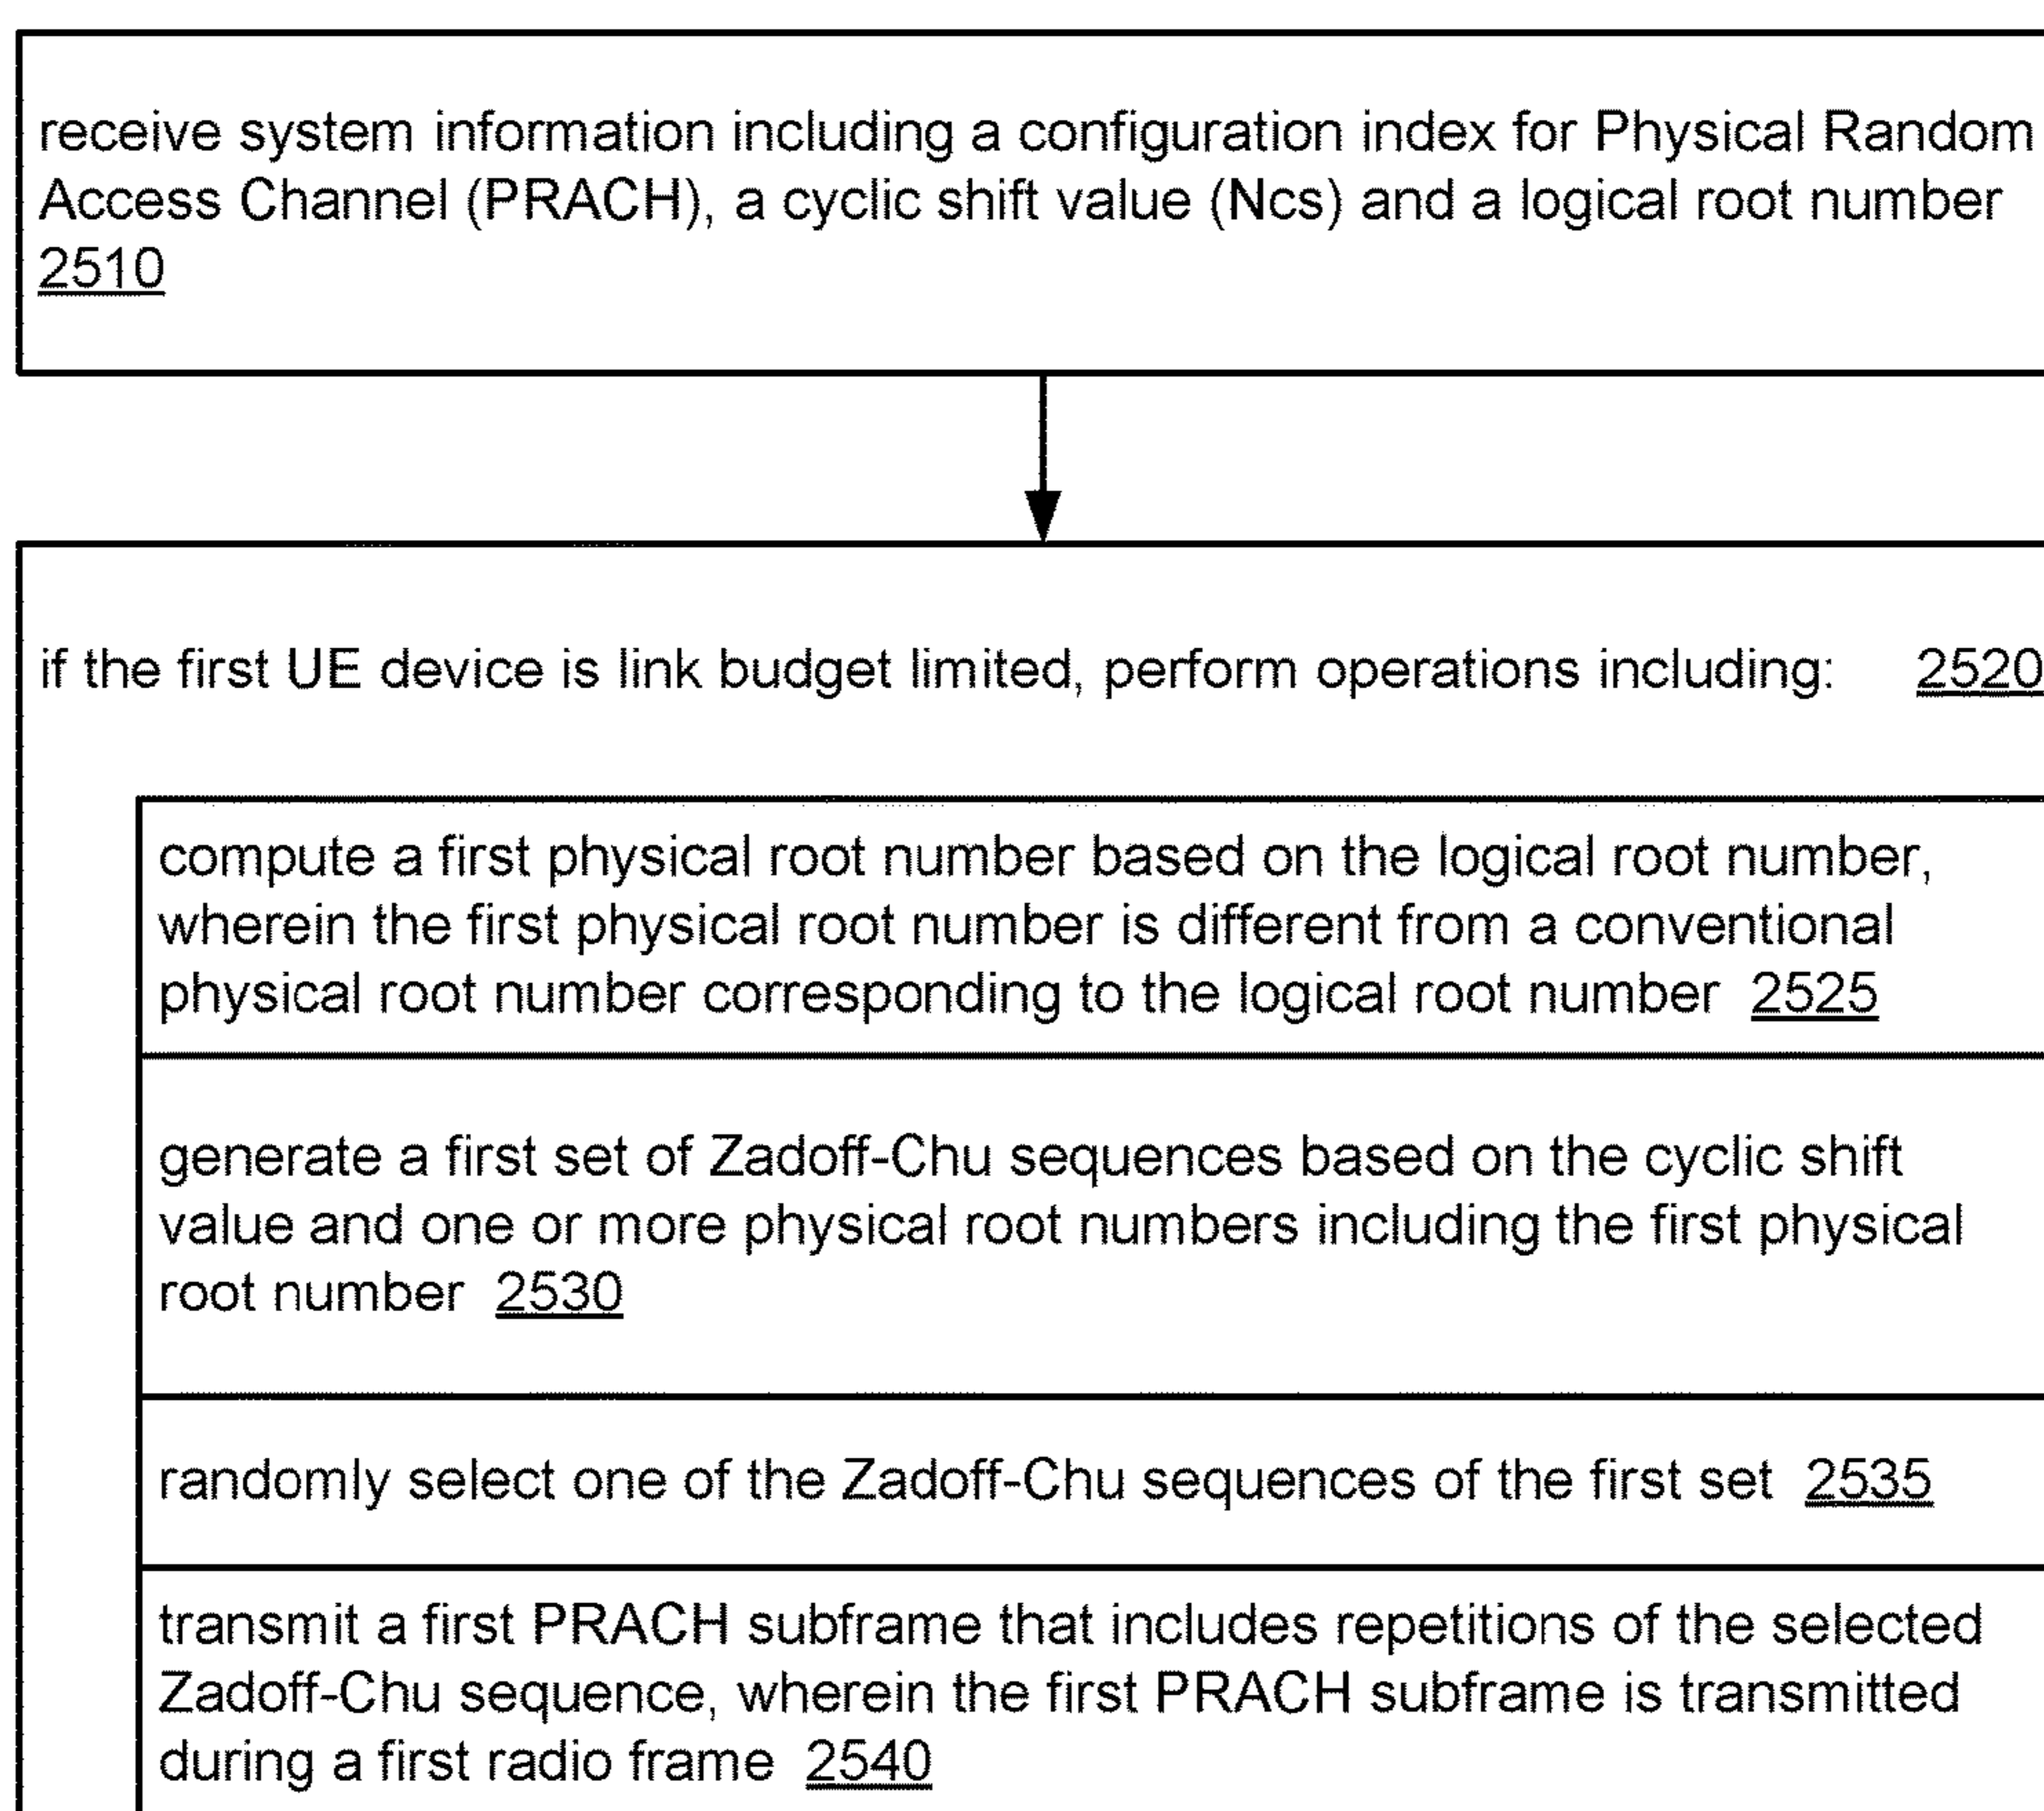 receive system information including a configuration index for Physical Random
Access Channel (PRACH), a cyclic shift value (Ncs) and a logical root number
2510
if the first UE device is link budget limited, perform operations including: 2520
compute a first physical root number based on the logical root number,
wherein the first physical root number is different from a conventional
physical root number corresponding to the logical root number 2525
generate a first set of Zadoff-Chu sequences based on the cyclic shift
value and one or more physical root numbers including the first physical
root number 2530
randomly select one of the Zadoff-Chu sequences of the first set 2535
transmit a first PRACH subframe that includes repetitions of the selected
Zadoff-Chu sequence, wherein the first PRACH subframe is transmitted
during a first radio frame 2540